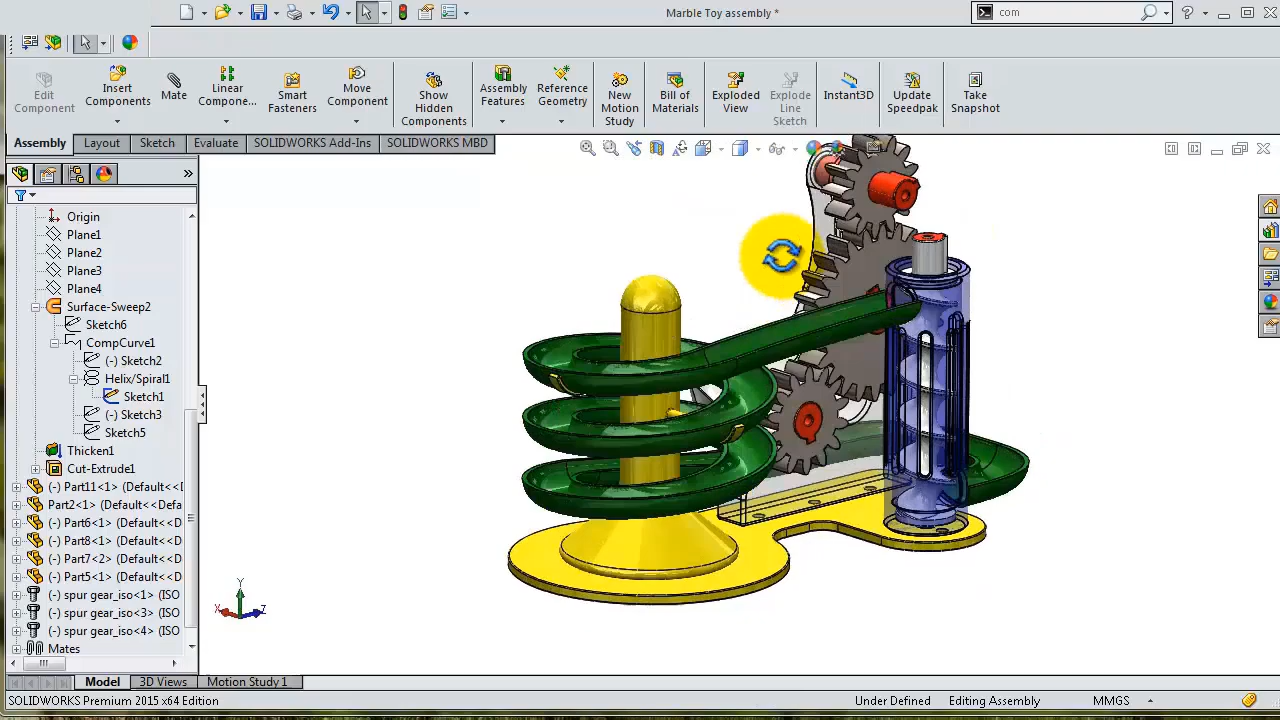 Marble Toy assembly *
com
Edit Component
Insert Components
Mate
Linear Compone...
Smart Fasteners
Move Component
Show Hidden Components
Assembly Features
Reference Geometry
New Motion Study
Bill of Materials
Exploded View
Explode Line Sketch
Instant3D
Update Speedpak
Take Snapshot
Assembly
Layout
Sketch
Evaluate
SOLIDWORKS Add-Ins
SOLIDWORKS MBD
Origin
Plane1
Plane2
Plane3
Plane4
Surface-Sweep2
Sketch6
CompCurve1
(-) Sketch2
Helix/Spiral1
Sketch1
(-) Sketch3
Sketch5
Thicken1
Cut-Extrude1
(-) Part11<1> (Default<<D
Part2<1> (Default<<Defa
(-) Part6<1> (Default<<D
(-) Part8<1> (Default<<D
(-) Part7<2> (Default<<D
(-) Part5<1> (Default<<D
(-) spur gear_iso<1> (ISO
(-) spur gear_iso<3> (ISO
(-) spur gear_iso<4> (ISO
Mates
Y
X
Z
Model
3D Views
Motion Study 1
SOLIDWORKS Premium 2015 x64 Edition
Under Defined
Editing Assembly
MMGS